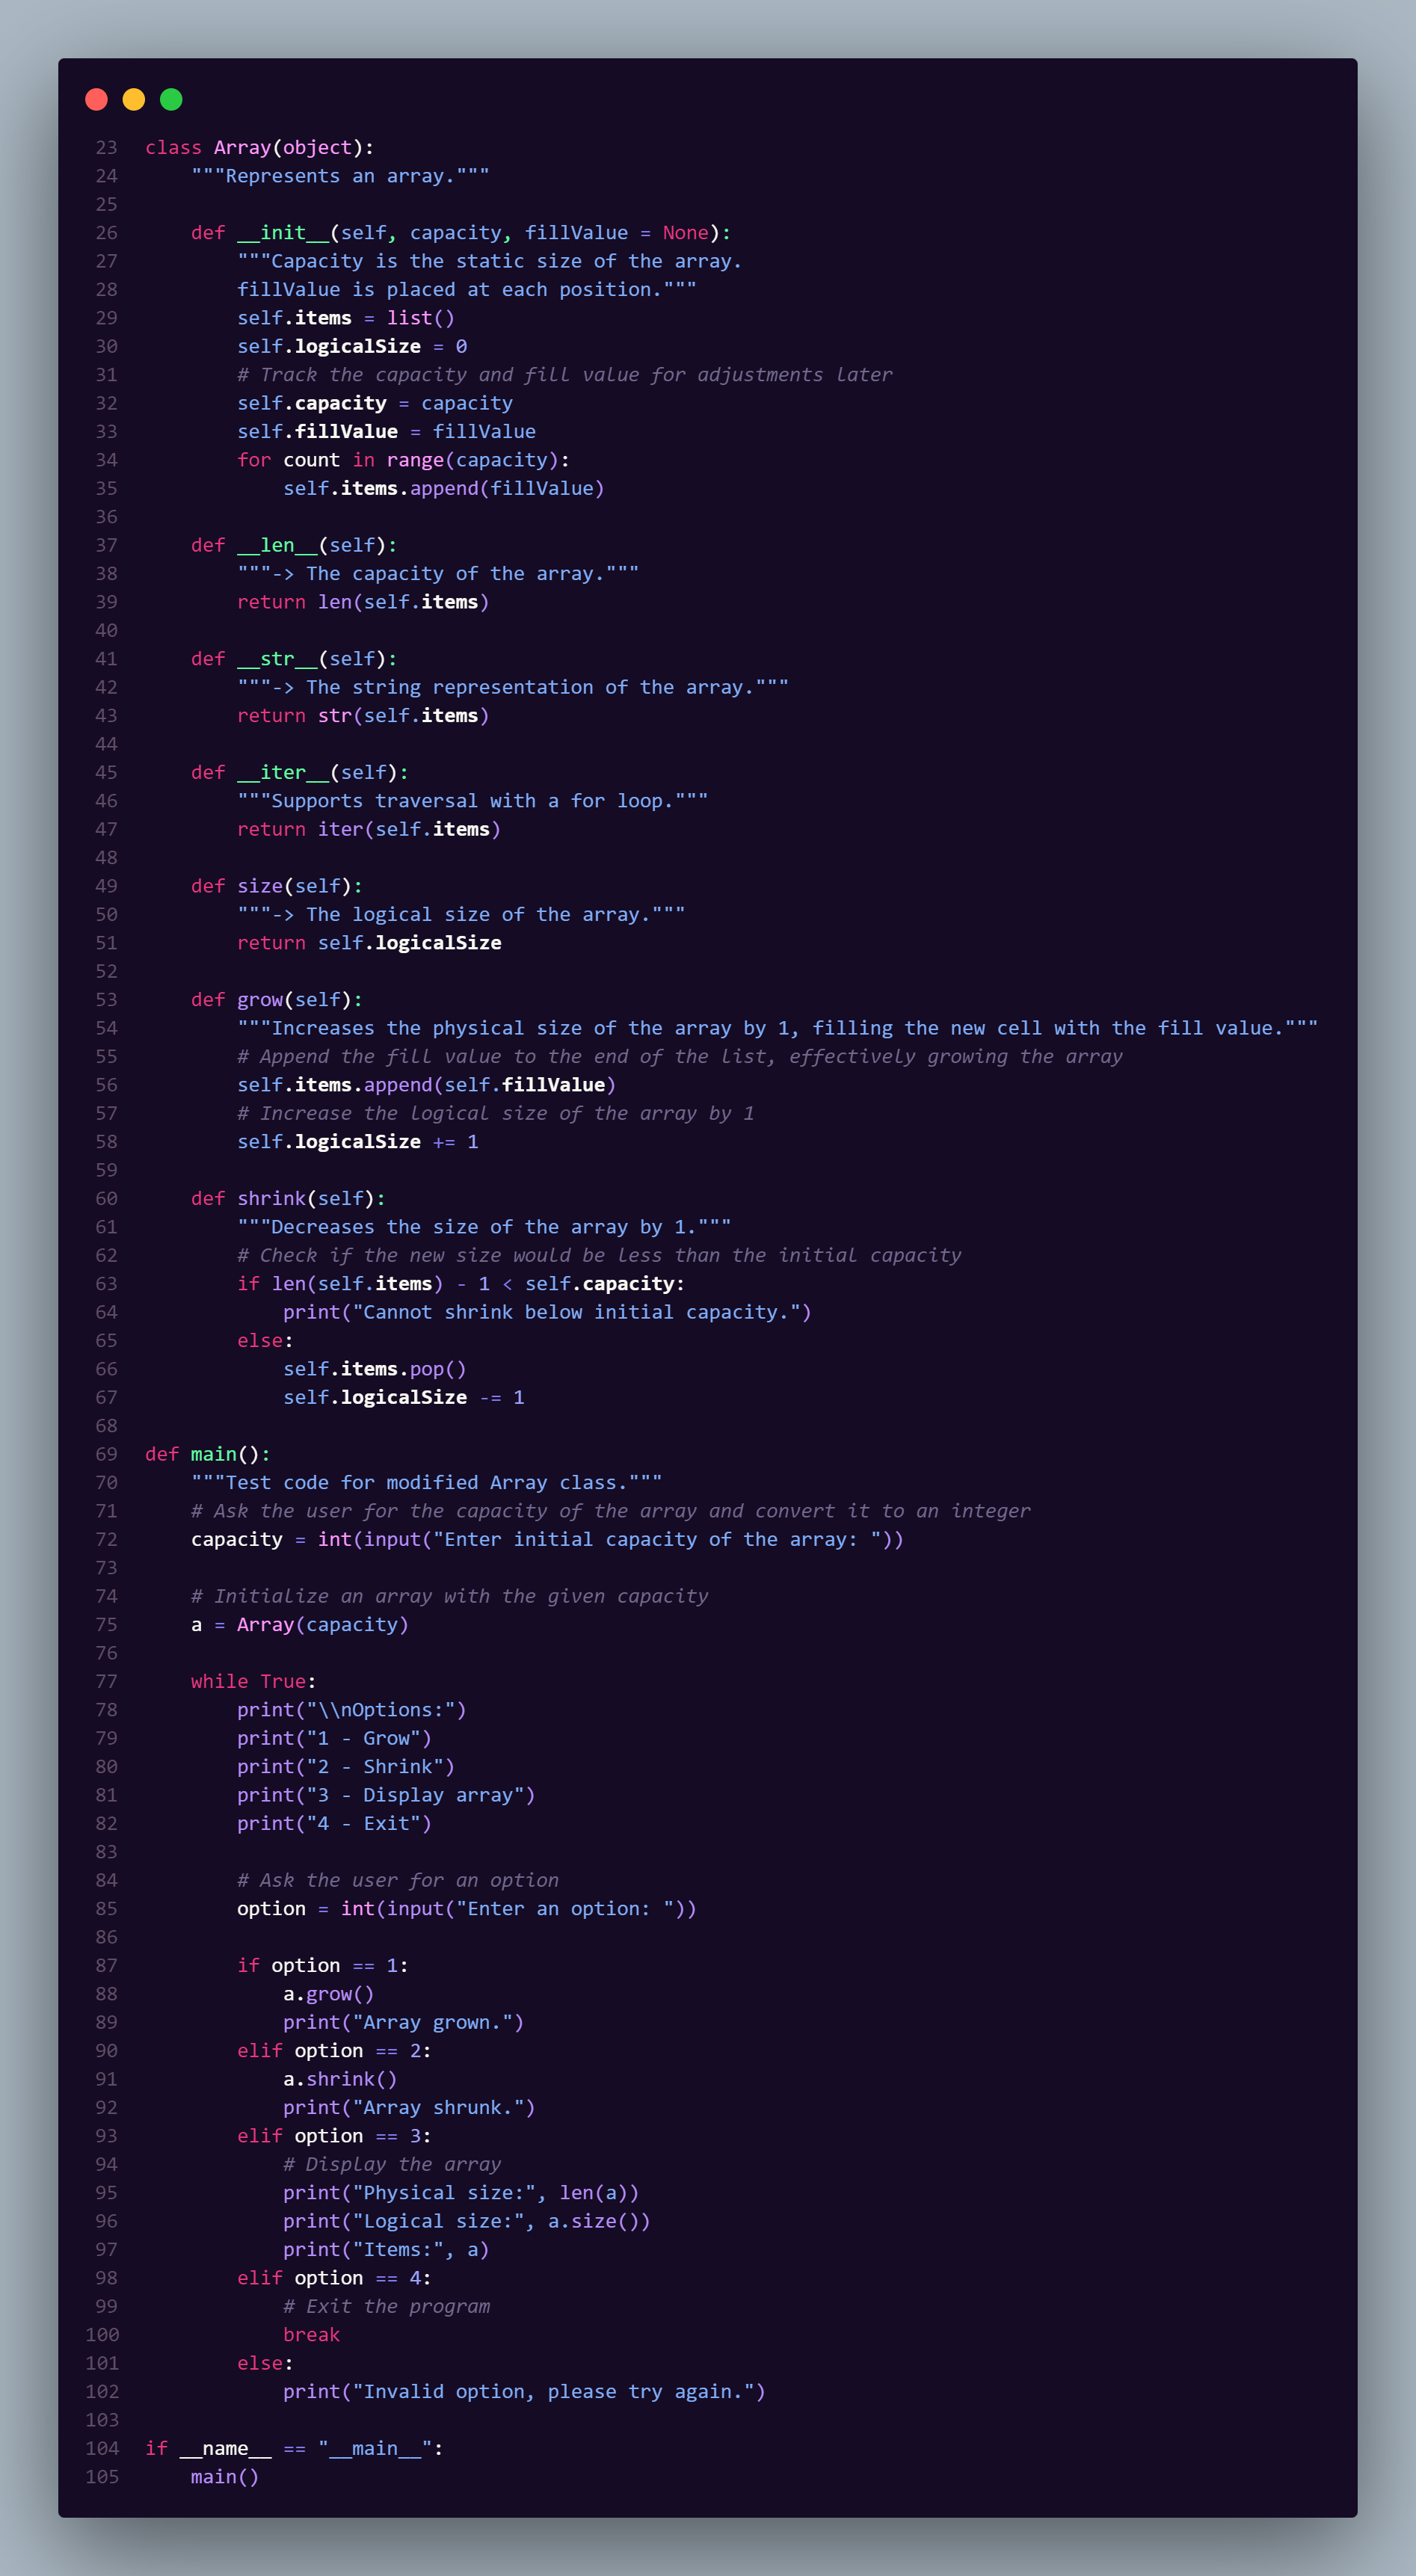 23 class Array(object):
24     """Represents an array."""
25
26     def __init__(self, capacity, fillValue = None):
27         """Capacity is the static size of the array.
28         fillValue is placed at each position."""
29         self.items = list()
30         self.logicalSize = 0
31         # Track the capacity and fill value for adjustments later
32         self.capacity = capacity
33         self.fillValue = fillValue
34         for count in range(capacity):
35             self.items.append(fillValue)
36
37     def __len__(self):
38         """-> The capacity of the array."""
39         return len(self.items)
40
41     def __str__(self):
42         """-> The string representation of the array."""
43         return str(self.items)
44
45     def __iter__(self):
46         """Supports traversal with a for loop."""
47         return iter(self.items)
48
49     def size(self):
50         """-> The logical size of the array."""
51         return self.logicalSize
52
53     def grow(self):
54         """Increases the physical size of the array by 1, filling the new cell with the fill value."""
55         # Append the fill value to the end of the list, effectively growing the array
56         self.items.append(self.fillValue)
57         # Increase the logical size of the array by 1
58         self.logicalSize += 1
59
60     def shrink(self):
61         """Decreases the size of the array by 1."""
62         # Check if the new size would be less than the initial capacity
63         if len(self.items) - 1 < self.capacity:
64             print("Cannot shrink below initial capacity.")
65         else:
66             self.items.pop()
67             self.logicalSize -= 1
68
69 def main():
70     """Test code for modified Array class."""
71     # Ask the user for the capacity of the array and convert it to an integer
72     capacity = int(input("Enter initial capacity of the array: "))
73
74     # Initialize an array with the given capacity
75     a = Array(capacity)
76
77     while True:
78         print("\\nOptions:")
79         print("1 - Grow")
80         print("2 - Shrink")
81         print("3 - Display array")
82         print("4 - Exit")
83
84         # Ask the user for an option
85         option = int(input("Enter an option: "))
86
87         if option == 1:
88             a.grow()
89             print("Array grown.")
90         elif option == 2:
91             a.shrink()
92             print("Array shrunk.")
93         elif option == 3:
94             # Display the array
95             print("Physical size:", len(a))
96             print("Logical size:", a.size())
97             print("Items:", a)
98         elif option == 4:
99             # Exit the program
100             break
101         else:
102             print("Invalid option, please try again.")
103
104 if __name__ == "__main__":
105     main()